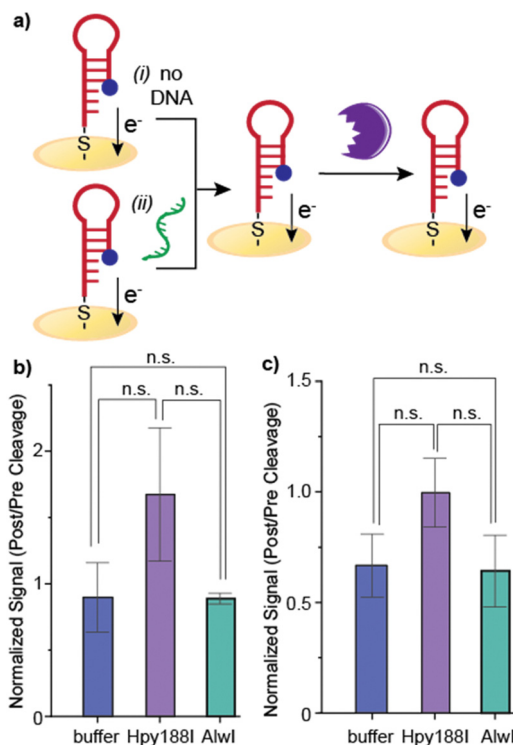 a)
(i) no
DNA
e-
S
(ii)
e-
S
e-
S
e-
S
b)
n.s.
n.s. n.s.
Normalized Signal (Post/Pre Cleavage)
2
1
0
buffer Hpy188I AlwI
c)
n.s.
n.s. n.s.
Normalized Signal (Post/Pre Cleavage)
1.5
1.0
0.5
0
buffer Hpy188I AlwI